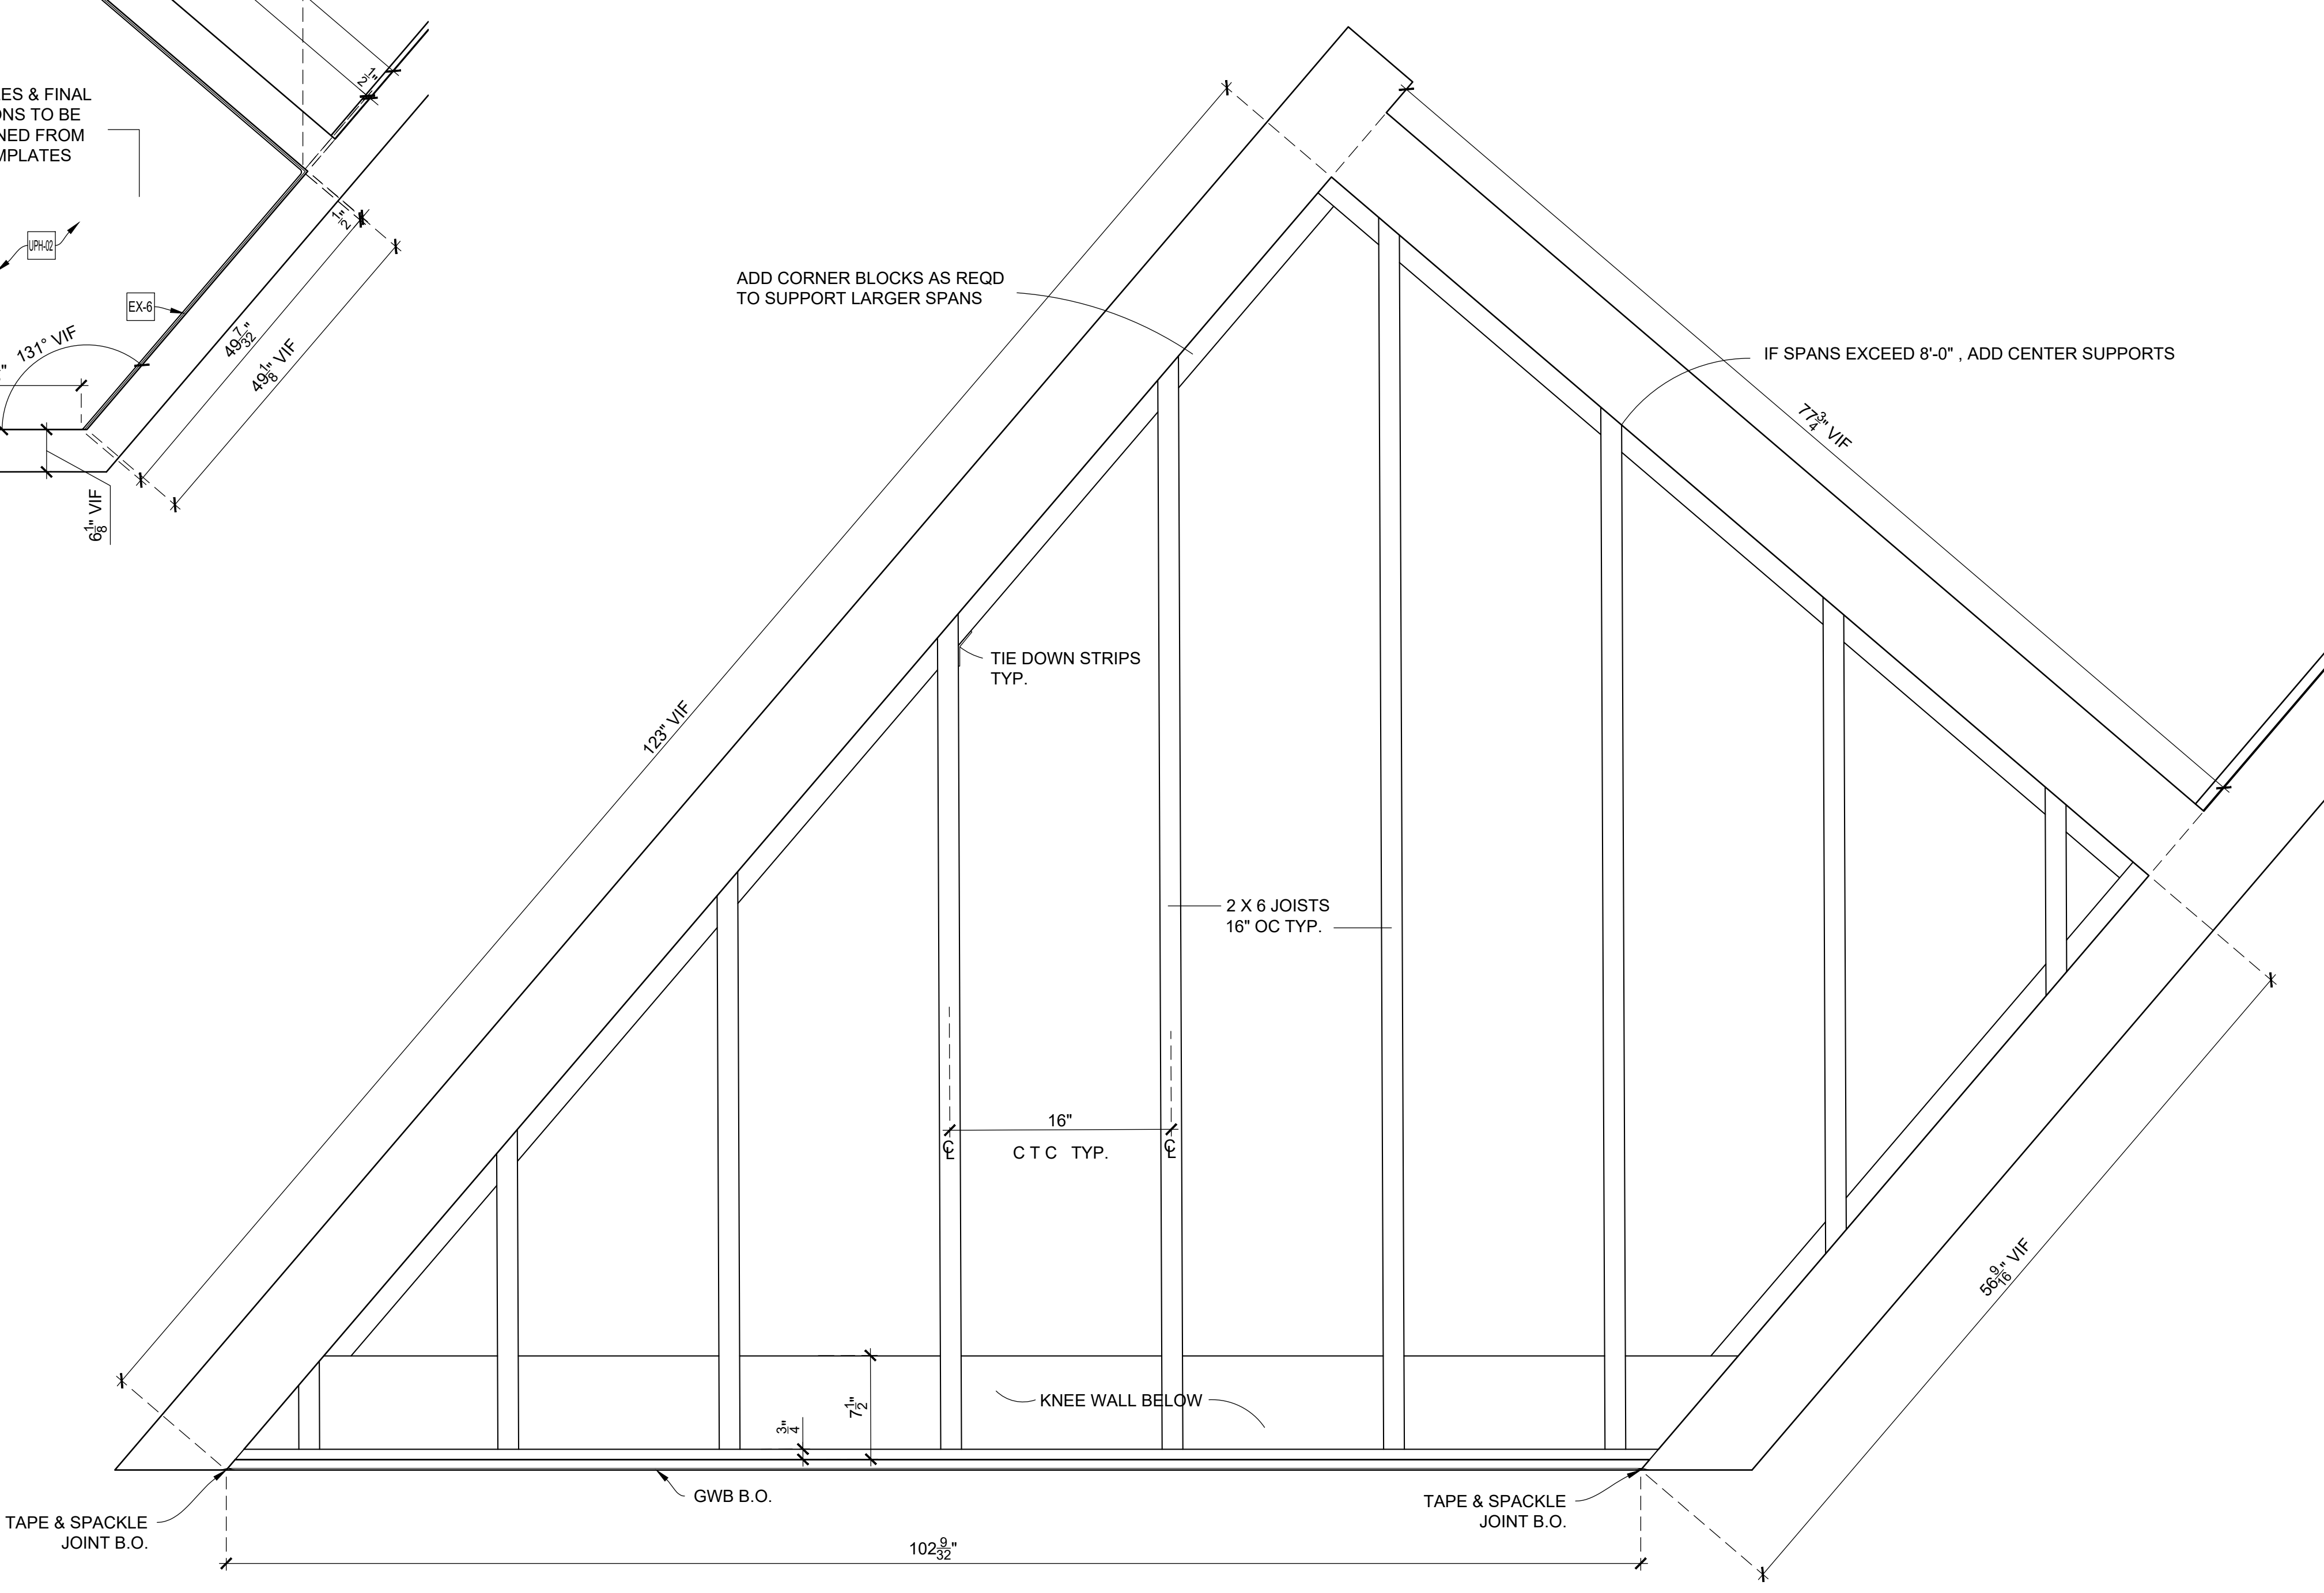 ES & FINAL
ONS TO BE
NED FROM
MPLATES
UPH-02
EX-6
131° VIF
"
1/2"
1/2"
49 7/32"
49 1/8" VIF
6 1/8" VIF
ADD CORNER BLOCKS AS REQD
TO SUPPORT LARGER SPANS
IF SPANS EXCEED 8'-0" , ADD CENTER SUPPORTS
77 3/4" VIF
123" VIF
TIE DOWN STRIPS
TYP.
2 X 6 JOISTS
16" OC TYP.
16"
CL
CL
C T C TYP.
56 9/16" VIF
KNEE WALL BELOW
7 1/2"
3/4"
GWB B.O.
TAPE & SPACKLE
JOINT B.O.
TAPE & SPACKLE
JOINT B.O.
102 9/32"